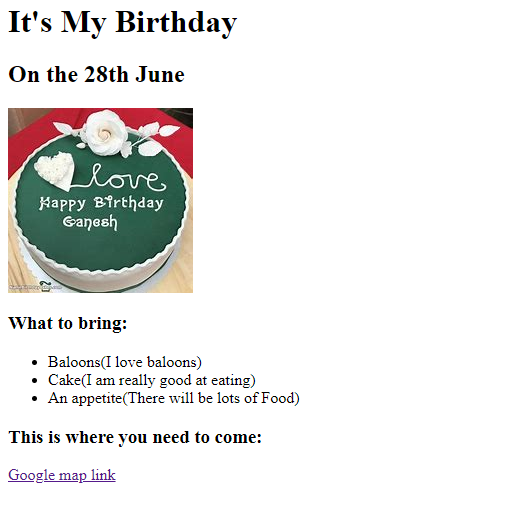 It's My Birthday
On the 28th June
love
Happy Birthday
Ganesh
What to bring:
Baloons(I love baloons)
Cake(I am really good at eating)
An appetite(There will be lots of Food)
This is where you need to come:
Google map link